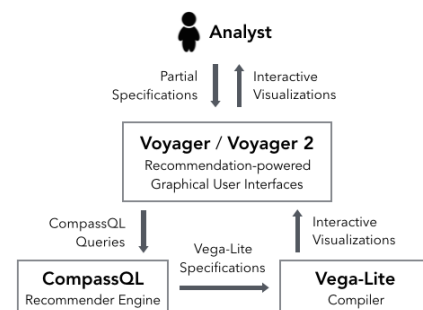 Analyst
Partial
Specifications
Interactive
Visualizations
Voyager / Voyager 2
Recommendation-powered
Graphical User Interfaces
CompassQL
Queries
Vega-Lite
Specifications
Interactive
Visualizations
CompassQL
Recommender Engine
Vega-Lite
Compiler